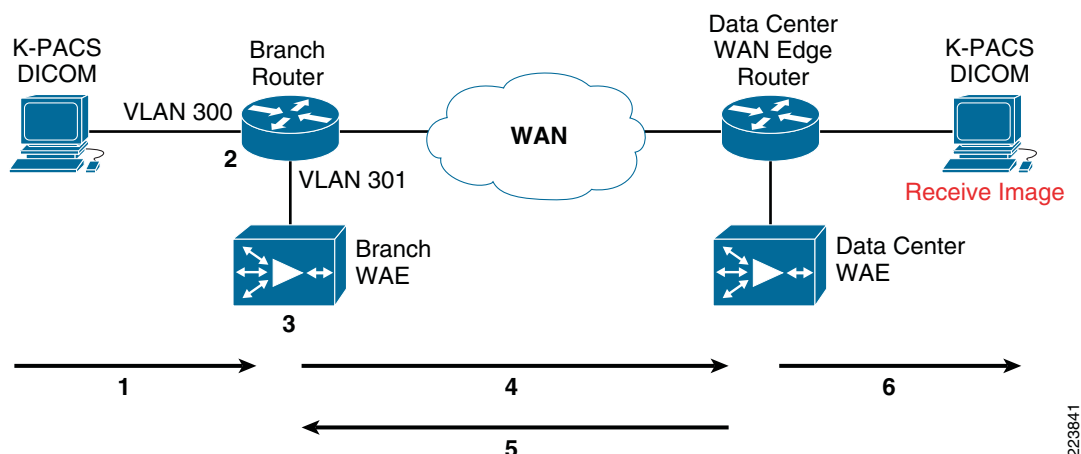 K-PACS
DICOM
Branch
Router
Data Center
WAN Edge
Router
K-PACS
DICOM
VLAN 300
WAN
2
VLAN 301
Receive Image
Branch
WAE
Data Center
WAE
3
1
4
6
5
223841